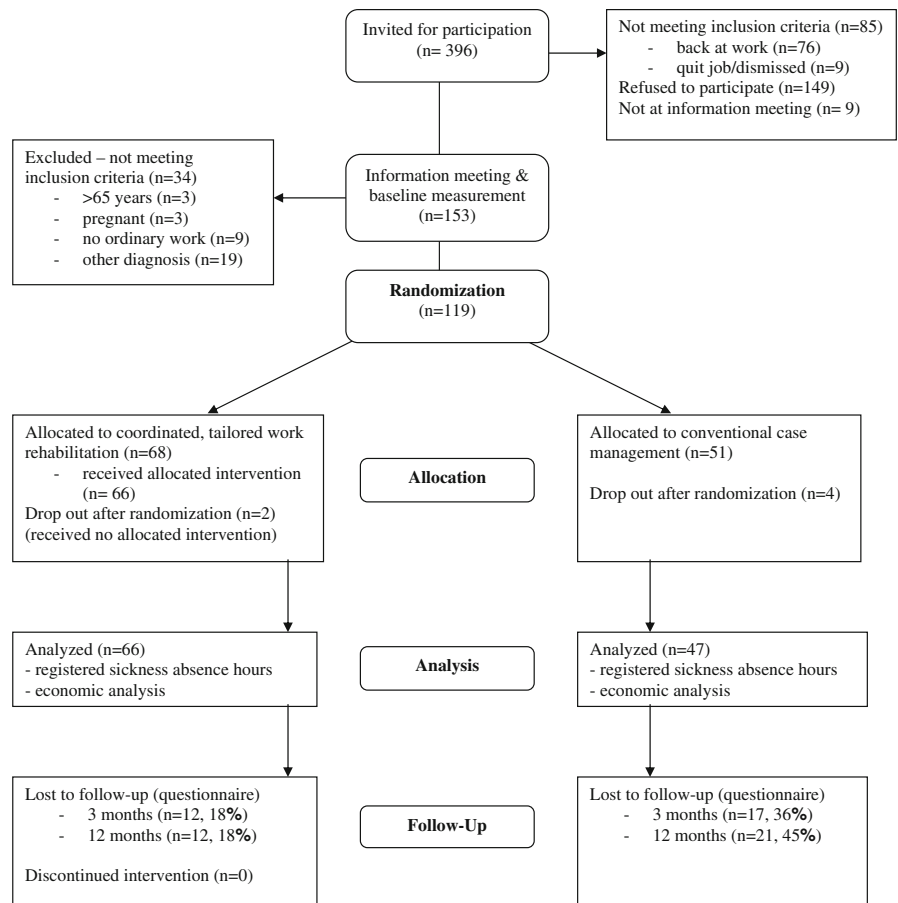 Invited for participation
(n= 396)
Not meeting inclusion criteria (n=85)
- back at work (n=76)
- quit job/dismissed (n=9)
Refused to participate (n=149)
Not at information meeting (n= 9)
Excluded – not meeting
inclusion criteria (n=34)
- >65 years (n=3)
- pregnant (n=3)
- no ordinary work (n=9)
- other diagnosis (n=19)
Information meeting &
baseline measurement
(n=153)
Randomization
(n=119)
Allocated to coordinated, tailored work
rehabilitation (n=68)
- received allocated intervention
(n= 66)
Drop out after randomization (n=2)
(received no allocated intervention)
Allocation
Allocated to conventional case
management (n=51)
Drop out after randomization (n=4)
Analyzed (n=66)
- registered sickness absence hours
- economic analysis
Analysis
Analyzed (n=47)
- registered sickness absence hours
- economic analysis
Lost to follow-up (questionnaire)
- 3 months (n=12, 18%)
- 12 months (n=12, 18%)
Discontinued intervention (n=0)
Follow-Up
Lost to follow-up (questionnaire)
- 3 months (n=17, 36%)
- 12 months (n=21, 45%)